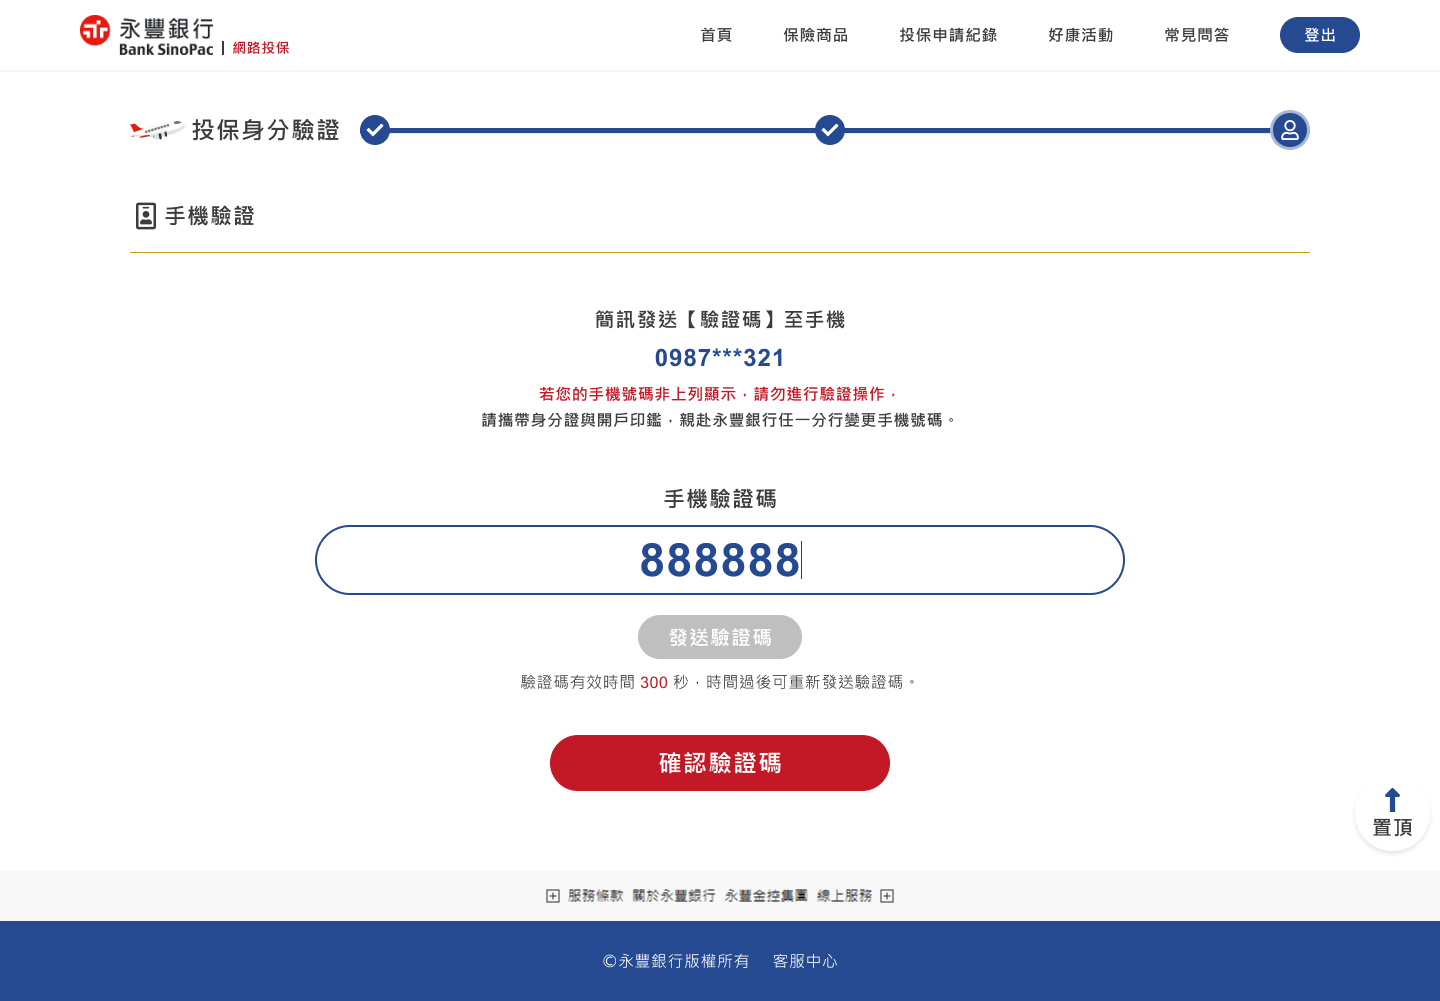 永豐銀行
Bank SinoPac | 網路投保
首頁 保險商品 投保申請紀錄 好康活動 常見問答 登出
投保身分驗證
手機驗證
簡訊發送【驗證碼】至手機
0987***321
若您的手機號碼非上列顯示，請勿進行驗證操作，
請攜帶身分證與開戶印鑑，親赴永豐銀行任一分行變更手機號碼。
手機驗證碼
888888
發送驗證碼
驗證碼有效時間 300 秒，時間過後可重新發送驗證碼。
確認驗證碼
置頂
服務條款 關於永豐銀行 永豐金控集團 線上服務
©永豐銀行版權所有 客服中心